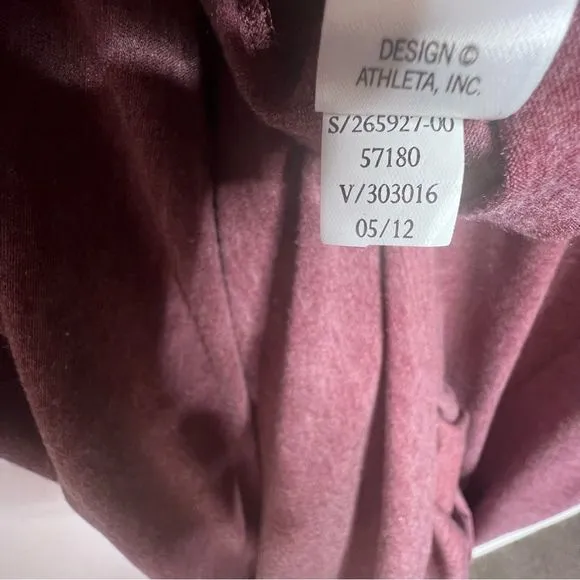 DESIGN ©
ATHLETA, INC.
S/265927-00
57180
V/303016
05/12